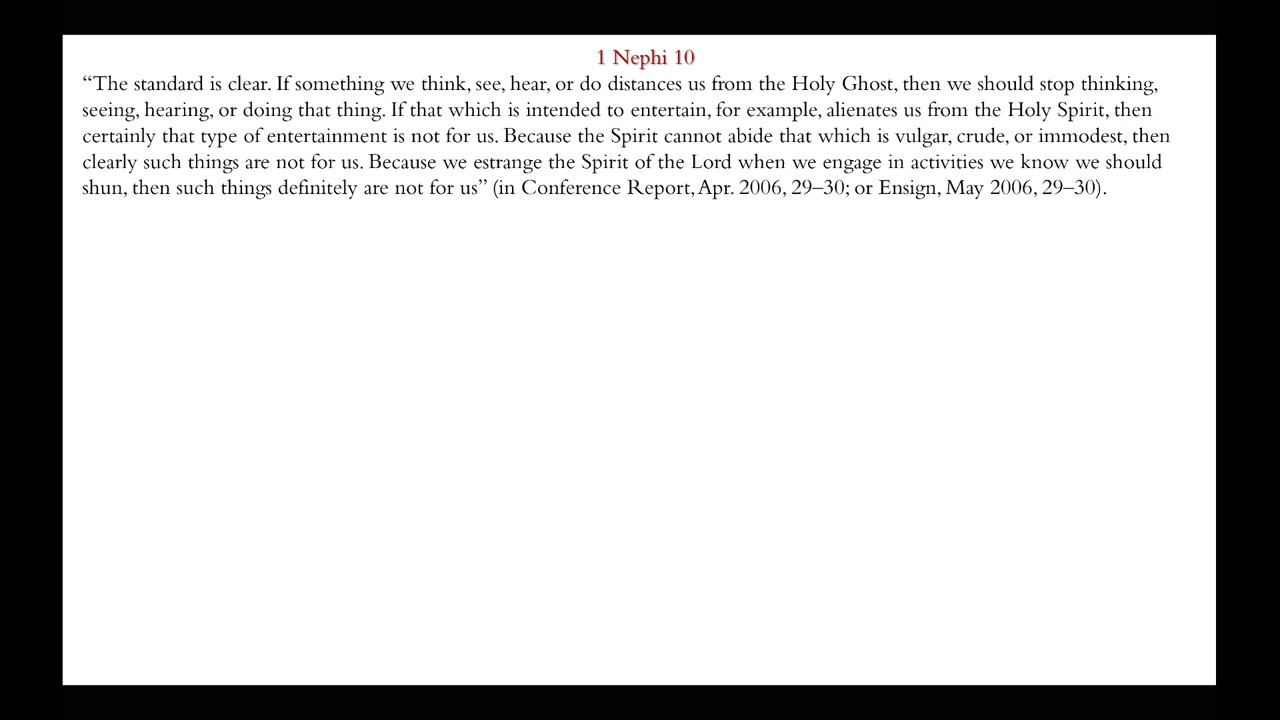 1 Nephi 10
“The standard is clear. If something we think, see, hear, or do distances us from the Holy Ghost, then we should stop thinking,
seeing, hearing, or doing that thing. If that which is intended to entertain, for example, alienates us from the Holy Spirit, then
certainly that type of entertainment is not for us. Because the Spirit cannot abide that which is vulgar, crude, or immodest, then
clearly such things are not for us. Because we estrange the Spirit of the Lord when we engage in activities we know we should
shun, then such things definitely are not for us” (in Conference Report, Apr. 2006, 29–30; or Ensign, May 2006, 29–30).